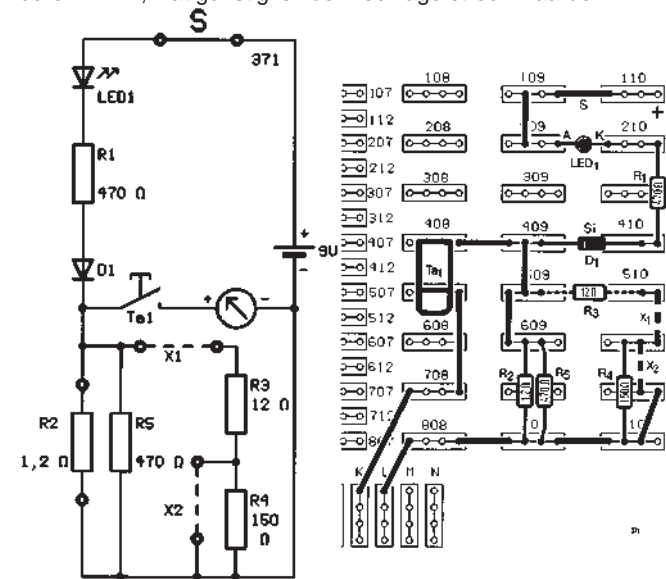 S
371
LED1
R1
470 Ω
+
9V
-
D1
Ta1
+ -
X1
R3
12 Ω
R2
R5
1,2 Ω
470 Ω
X2
R4
150
Ω
107 108 109 110
S
+
112
207 208 A K 210
LED1
212
R1
307 308 309
312
408 409 Si 410
407
D1
412
Ta1
510
507
12Ω
R3
512
X1
607 608 609
612
X2
707 708 R2 R5 R4
808
K L M N